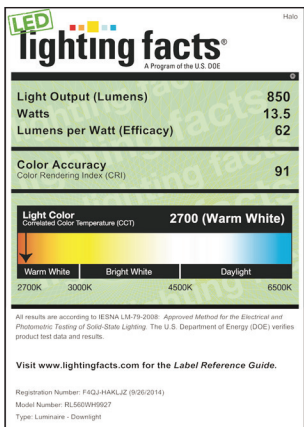 Halo
LED
lighting facts®
A Program of the U.S. DOE
Light Output (Lumens) 850
Watts 13.5
Lumens per Watt (Efficacy) 62
Color Accuracy
Color Rendering Index (CRI) 91
Light Color
Correlated Color Temperature (CCT) 2700 (Warm White)
Warm White Bright White Daylight
2700K 3000K 4500K 6500K
All results are according to IESNA LM-79-2008: Approved Method for the Electrical and
Photometric Testing of Solid-State Lighting. The U.S. Department of Energy (DOE) verifies
product test data and results.
Visit www.lightingfacts.com for the Label Reference Guide.
Registration Number: F4QJ-HAKLJZ (9/26/2014)
Model Number: RL560WH9927
Type: Luminaire - Downlight